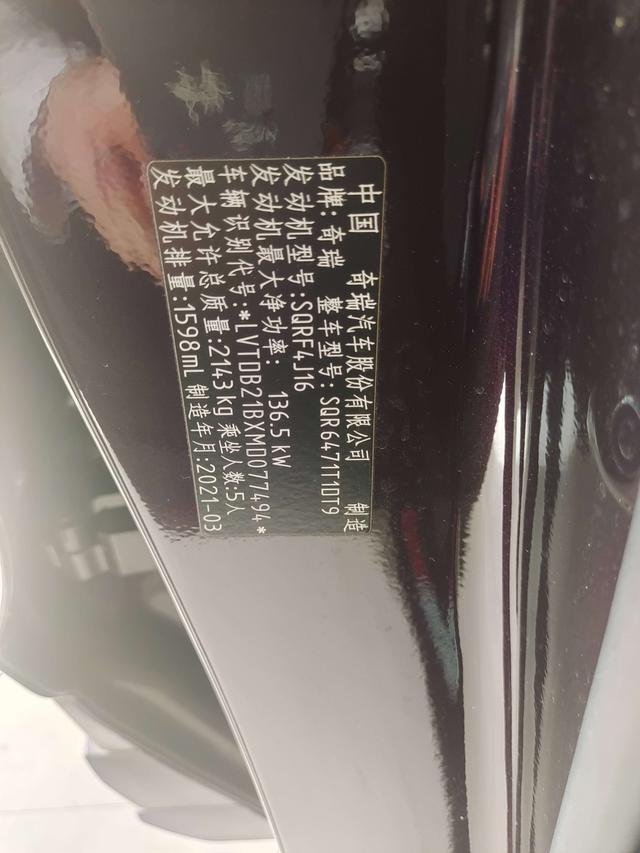 中国 奇瑞汽车股份有限公司 制造
品牌:奇瑞 整车型号:SQR6471T1DT9
发动机型号:SQRF4J16
发动机最大净功率: 136.5 kW
车辆识别代号:*LVTDB21BXMD077494*
最大允许总质量:2143kg 乘坐人数:5人
发动机排量:1598mL 制造年月:2021-03